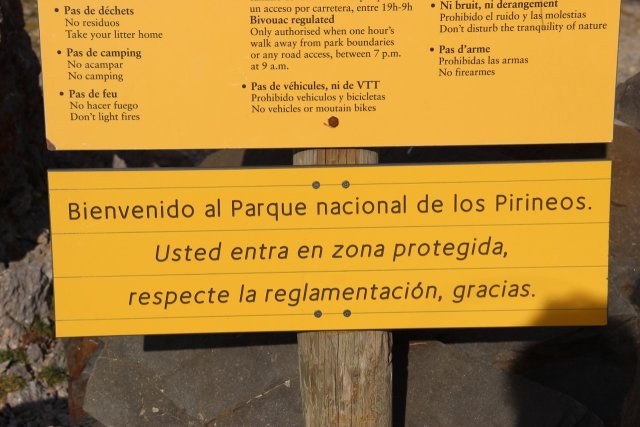 • Pas de déchets
No residuos
Take your litter home
• Pas de camping
No acampar
No camping
• Pas de feu
No hacer fuego
Don't light fires
un acceso por carretera, entre 19h-9h
Bivouac regulated
Only authorised when one hour's
walk away from park boundaries
or any road access, between 7 p.m.
at 9 a.m.
• Pas de véhicules, ni de VTT
Prohibido vehiculos y bicicletas
No vehicles or moutain bikes
• Ni bruit, ni derangement
Prohibido el ruido y las molestias
Don't disturb the tranquility of nature
• Pas d'arme
Prohibidas las armas
No firearmes
Bienvenido al Parque nacional de los Pirineos.
Usted entra en zona protegida,
respecte la reglamentación, gracias.